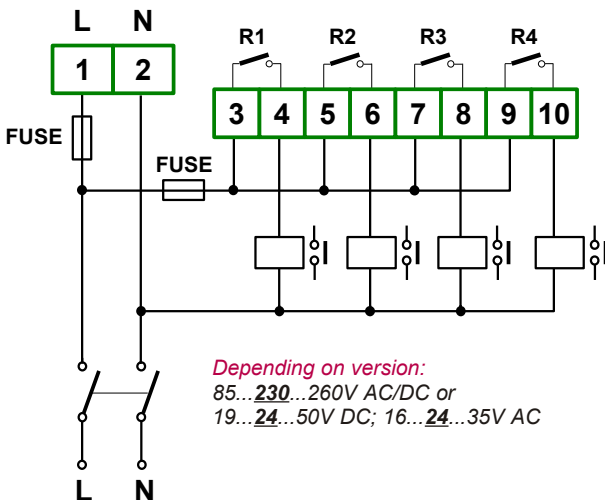 L N
R1 R2 R3 R4
1 2
3 4 5 6 7 8 9 10
FUSE
FUSE
Depending on version:
85...230...260V AC/DC or
19...24...50V DC; 16...24...35V AC
L N